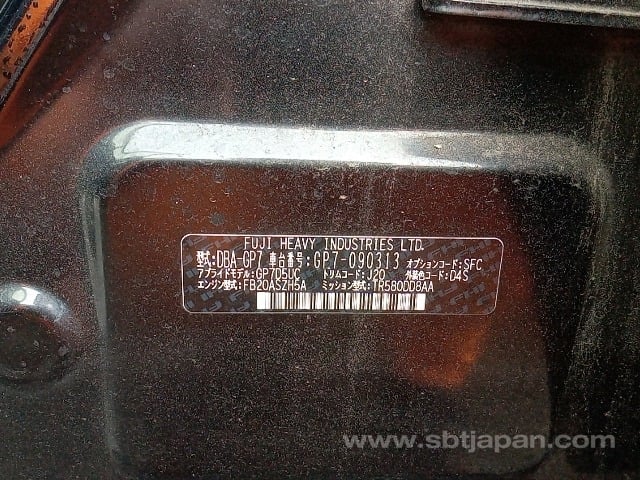 FUJI HEAVY INDUSTRIES LTD.
型式:DBA-GP7 車台番号:GP7-090313 オプションコード:SFC
アプライドモデル:GP7D5UC トリムコード:J20 外装色コード:D4S
エンジン型式:FB20ASZH5A ミッション型式:TR580DD8AA
www.sbtjapan.com